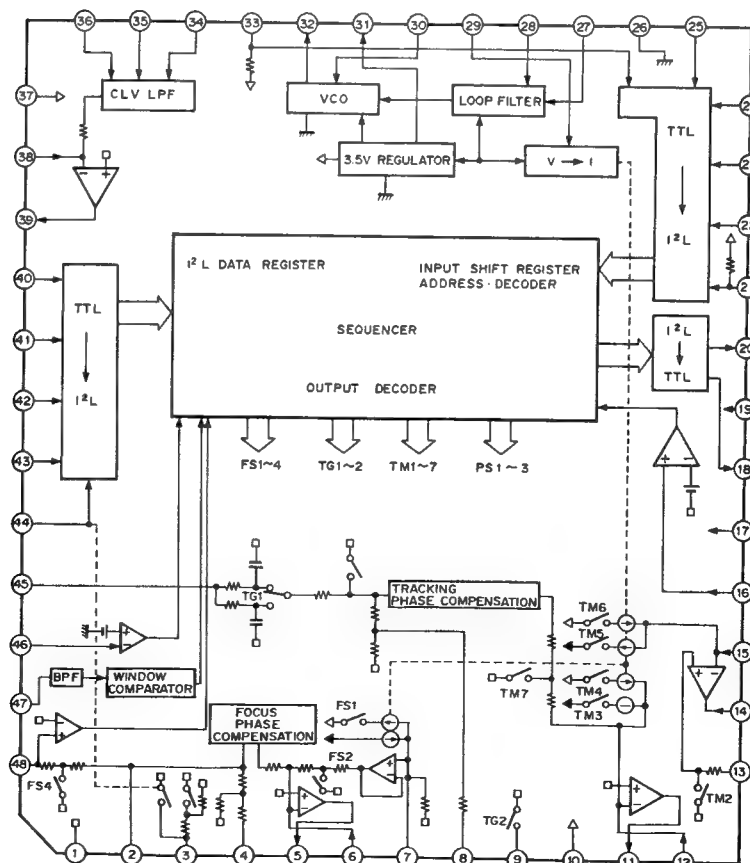 36 35 34 33 32 31 30 29 28 27 26 25
37
CLV LPF
VCO
LOOP FILTER
3.5V REGULATOR
V → I
TTL
↓
I²L
38
− +
39
40
41
42
43
44
TTL
↓
I²L
I²L DATA REGISTER
INPUT SHIFT REGISTER
ADDRESS · DECODER
SEQUENCER
OUTPUT DECODER
I²L
↓
TTL
20
19
18
17
16
15
14
13
+ −
FS1~4
TG1~2
TM1~7
PS1~3
45
46
47
48
TG1
TRACKING
PHASE COMPENSATION
TM6
TM5
TM4
TM3
TM7
+
−
BPF
WINDOW
COMPARATOR
FOCUS
PHASE
COMPENSATION
FS1
FS2
FS4
− +
TM2
TG2
− +
+
−
+
−
+
−
1 2 3 4 5 6 7 8 9 10 11 12